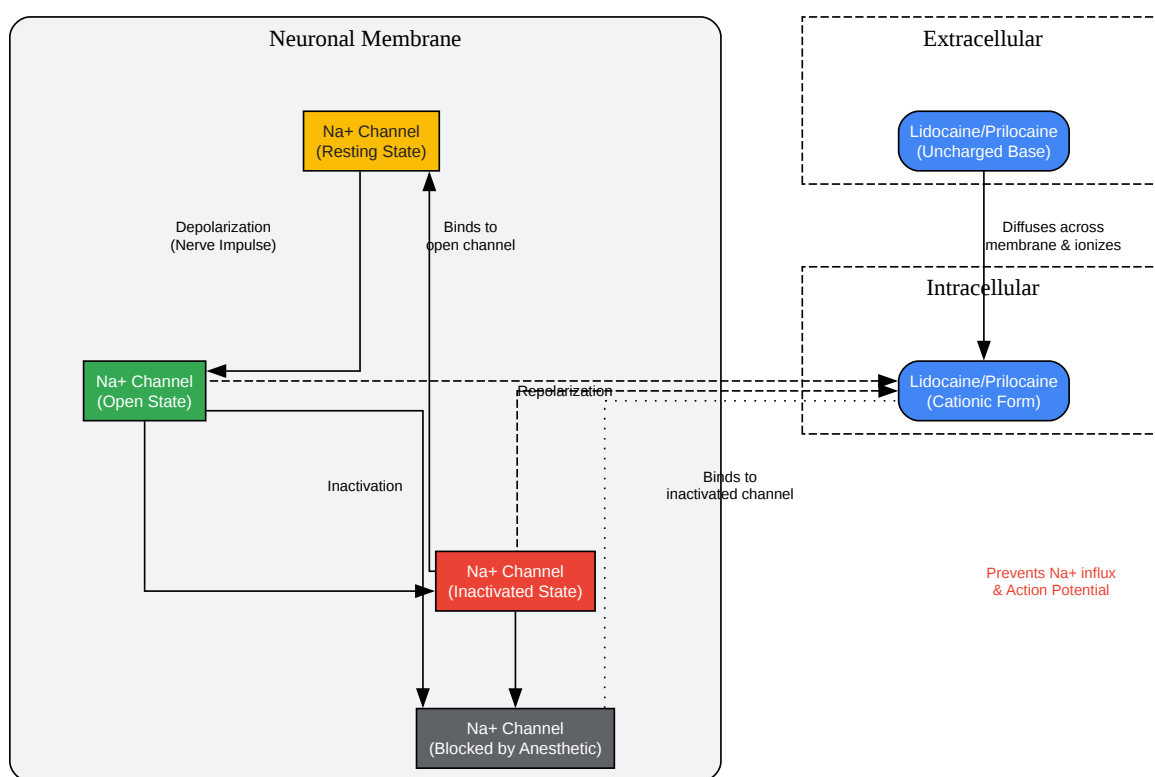 Neuronal Membrane
Extracellular
Na+ Channel
(Resting State)
Lidocaine/Prilocaine
(Uncharged Base)
Depolarization
(Nerve Impulse)
Binds to
open channel
Diffuses across
membrane & ionizes
Intracellular
Na+ Channel
(Open State)
Repolarization
Lidocaine/Prilocaine
(Cationic Form)
Inactivation
Binds to
inactivated channel
Na+ Channel
(Inactivated State)
Prevents Na+ influx
& Action Potential
Na+ Channel
(Blocked by Anesthetic)